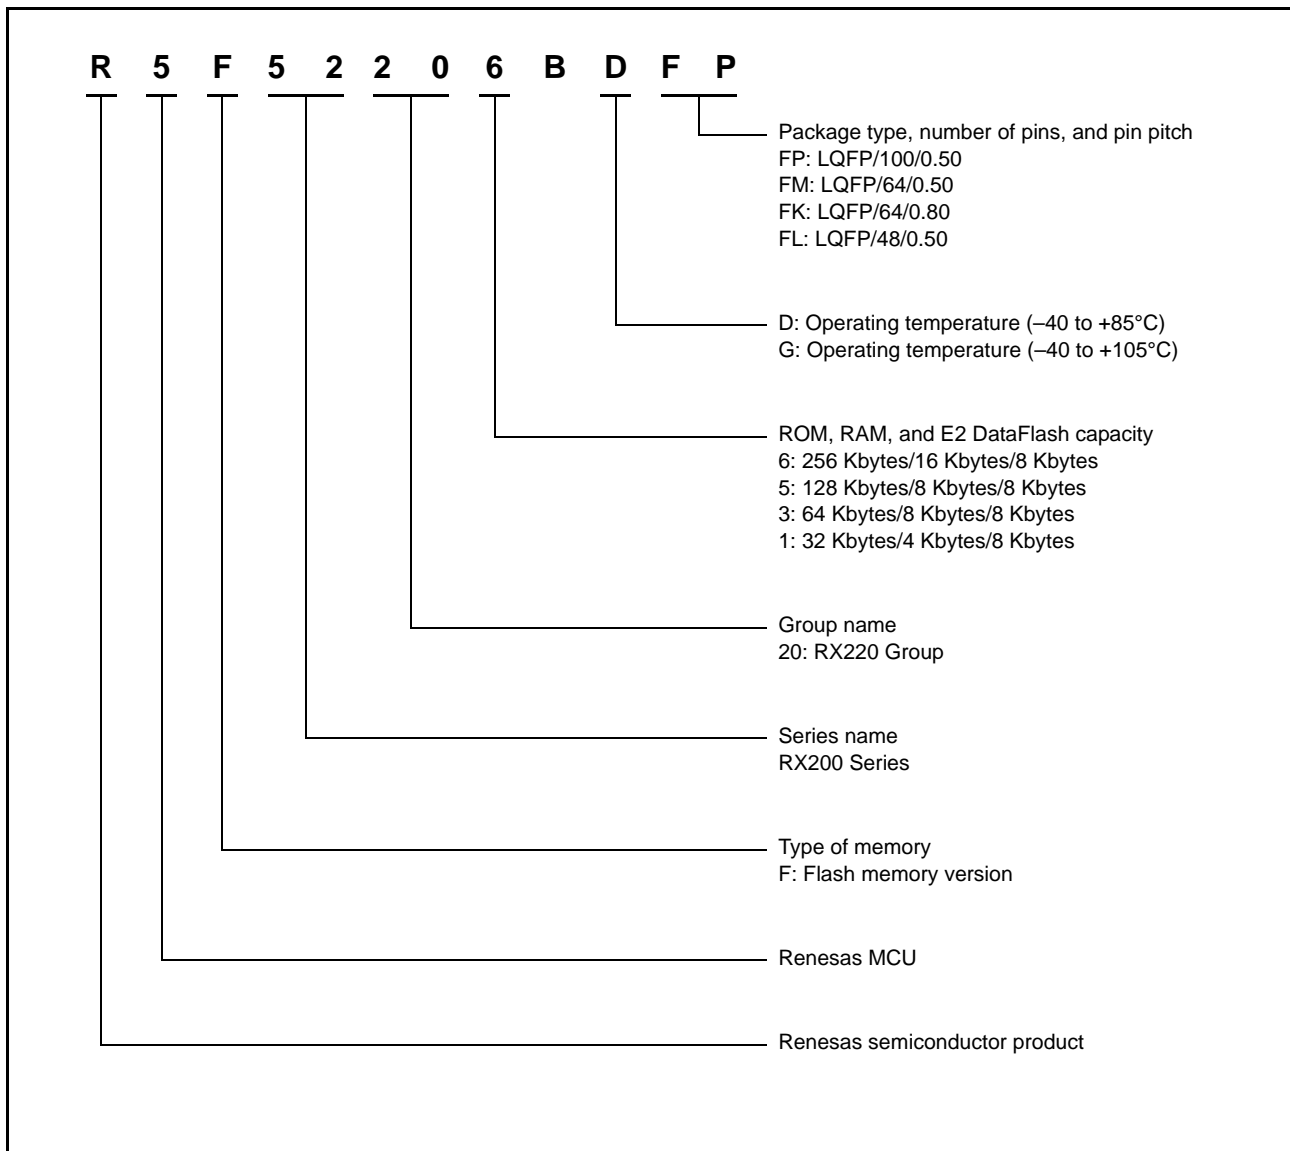 R 5 F 5 2 2 0 6 B D F P
Package type, number of pins, and pin pitch
FP: LQFP/100/0.50
FM: LQFP/64/0.50
FK: LQFP/64/0.80
FL: LQFP/48/0.50
D: Operating temperature (–40 to +85°C)
G: Operating temperature (–40 to +105°C)
ROM, RAM, and E2 DataFlash capacity
6: 256 Kbytes/16 Kbytes/8 Kbytes
5: 128 Kbytes/8 Kbytes/8 Kbytes
3: 64 Kbytes/8 Kbytes/8 Kbytes
1: 32 Kbytes/4 Kbytes/8 Kbytes
Group name
20: RX220 Group
Series name
RX200 Series
Type of memory
F: Flash memory version
Renesas MCU
Renesas semiconductor product